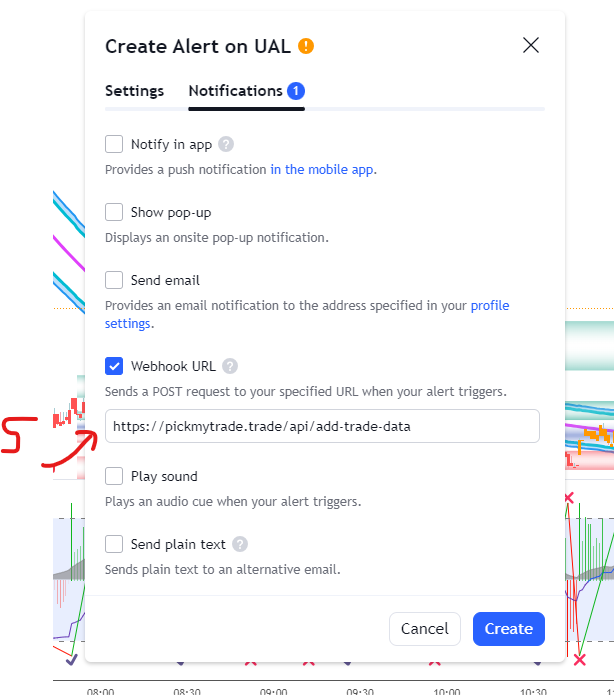 Create Alert on UAL
Settings
Notifications 1
Notify in app ?
Provides a push notification in the mobile app.
Show pop-up
Displays an onsite pop-up notification.
Send email
Provides an email notification to the address specified in your profile
settings.
Webhook URL ?
Sends a POST request to your specified URL when your alert triggers.
5
https://pickmytrade.trade/api/add-trade-data
Play sound
Plays an audio cue when your alert triggers.
Send plain text ?
Sends plain text to an alternative email.
Cancel
Create
08:00 08:30 09:00 09:30 10:00 10:30